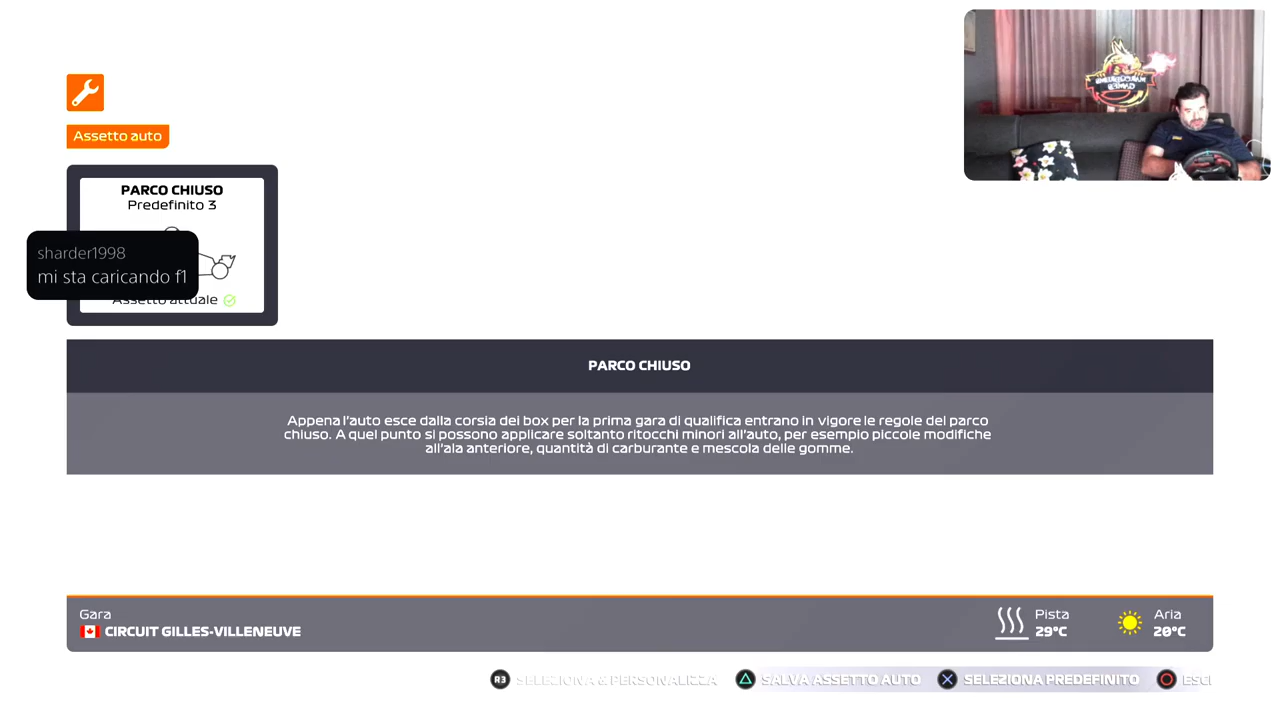 Assetto auto
PARCO CHIUSO
Predefinito 3
sharder1998
mi sta caricando f1
Assetto attuale
PARCO CHIUSO
Appena l'auto esce dalla corsia dei box per la prima gara di qualifica entrano in vigore le regole del parco
chiuso. A quel punto si possono applicare soltanto ritocchi minori all'auto, per esempio piccole modifiche
all'ala anteriore, quantità di carburante e mescola delle gomme.
Gara
CIRCUIT GILLES-VILLENEUVE
Pista
29°C
Aria
20°C
R3 SELEZIONA & PERSONALIZZA SALVA ASSETTO AUTO SELEZIONA PREDEFINITO ESCI